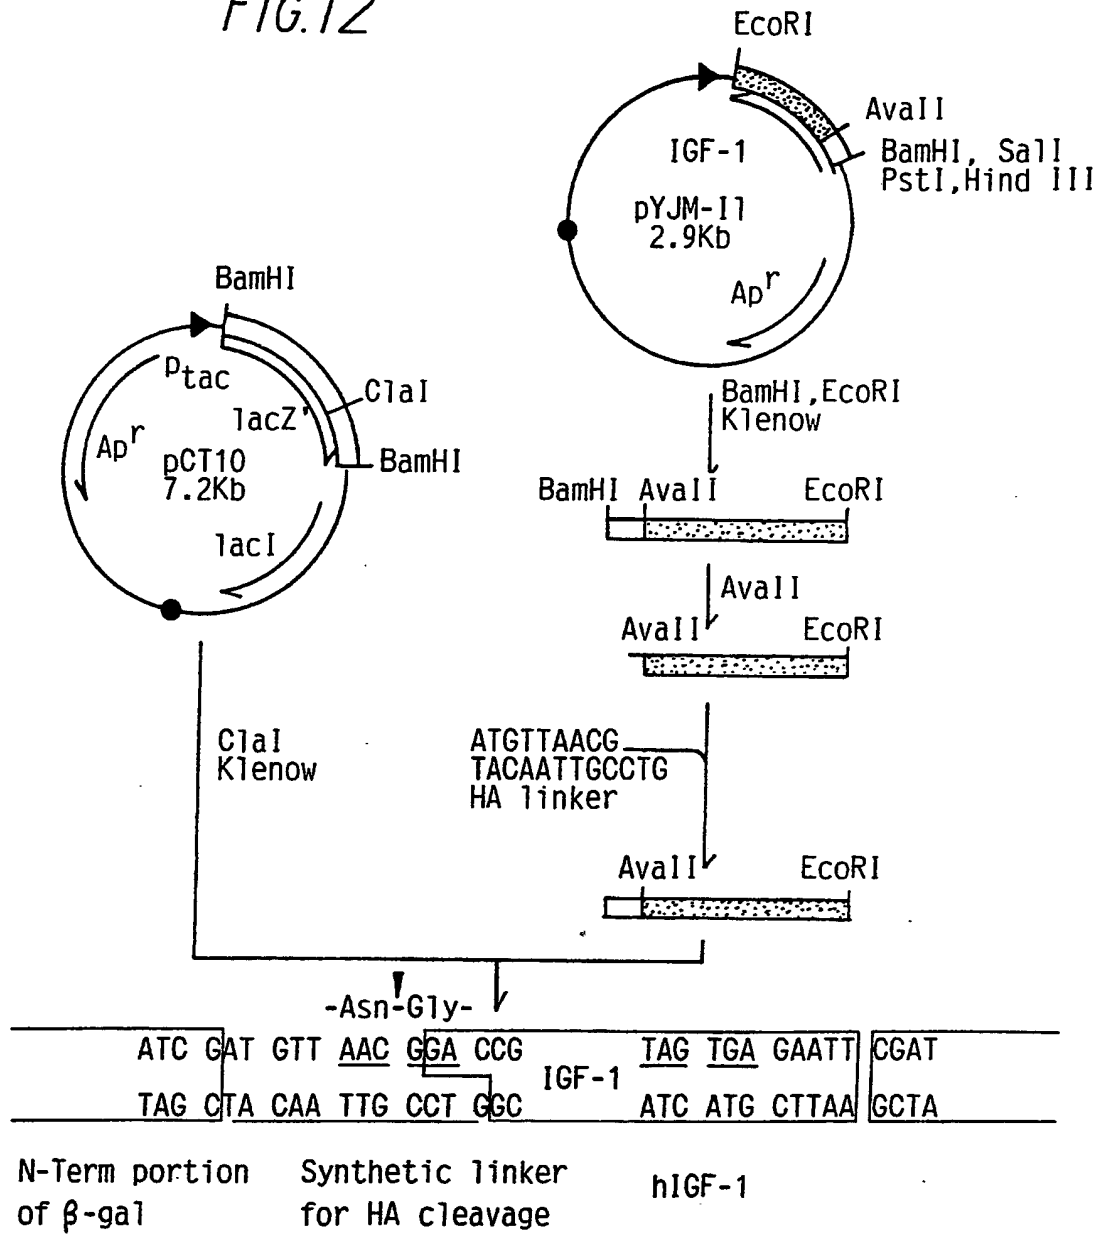 FIG.12
EcoRI
AvaII
IGF-1
BamHI, SalI
PstI,Hind III
pYJM-I1
2.9Kb
Apr
BamHI
Ptac
ClaI
lacZ'
Apr
pCT10
7.2Kb
BamHI
lacI
BamHI,EcoRI
Klenow
BamHI AvaII EcoRI
AvaII
AvaII EcoRI
ClaI
Klenow
ATGTTAACG
TACAATTGCCTG
HA linker
AvaII EcoRI
-Asn-Gly-
ATC GAT GTT AAC GGA CCG TAG TGA GAATT CGAT
IGF-1
TAG CTA CAA TTG CCT GGC ATC ATG CTTAA GCTA
N-Term portion
of β-gal
Synthetic linker
for HA cleavage
hIGF-1